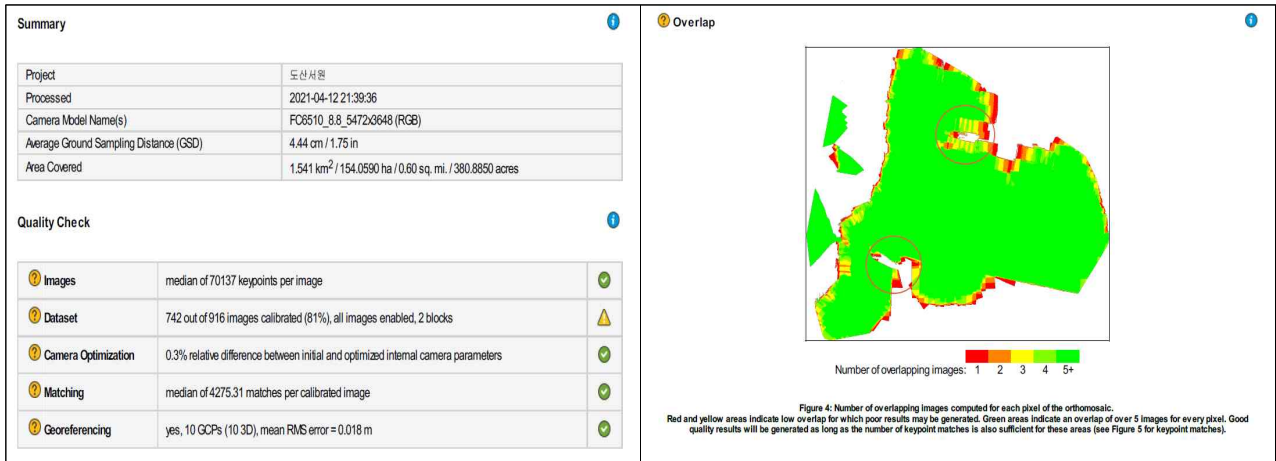 Summary
Project 도산서원
Processed 2021-04-12 21:39:36
Camera Model Name(s) FC6510_8.8_5472x3648 (RGB)
Average Ground Sampling Distance (GSD) 4.44 cm / 1.75 in
Area Covered 1.541 km² / 154.0590 ha / 0.60 sq. mi. / 380.8850 acres
Quality Check
Images median of 70137 keypoints per image
Dataset 742 out of 911 images calibrated (81%), all images enabled, 2 blocks
Camera Optimization 0.3% relative difference between initial and optimized internal camera parameters
Matching median of 4275.31 matches per calibrated image
Georeferencing yes, 7 GCPs (7 3D), mean RMS error = 0.018 m
Overlap
Number of overlapping images: 1 2 3 4 5+
Figure 4: Number of overlapping images computed for each pixel of the orthomosaic.
Red and yellow areas indicate low overlap for which poor results may be generated. Green areas indicate an overlap of over 5 images for every pixel. Good
quality results will be generated as long as the number of keypoint matches is also sufficient for these areas (see Figure 5 for keypoint matches).